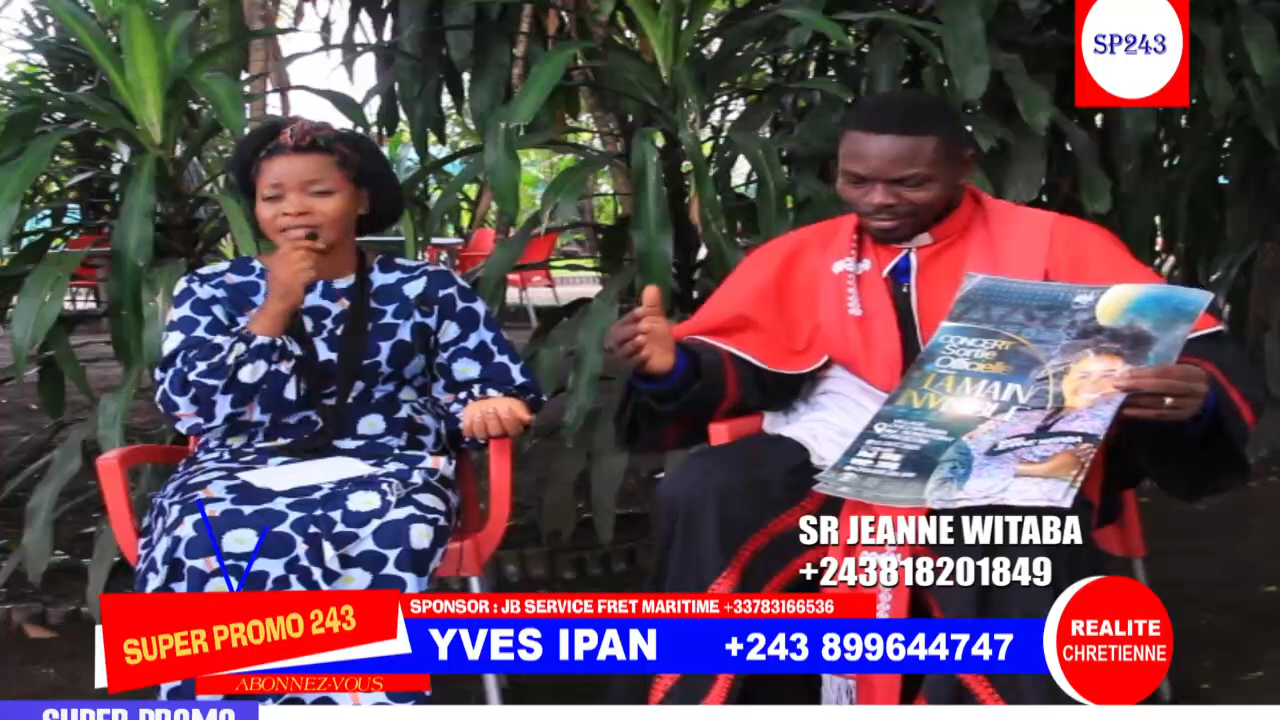 SP243
CONCERT
Sortie
Officielle
LA MAIN
SR JEANNE WITABA
+243818201849
SPONSOR : JB SERVICE FRET MARITIME +33783166536
SUPER PROMO 243
YVES IPAN +243 899644747
REALITE
CHRETIENNE
ABONNEZ-VOUS
SUPER PROMO